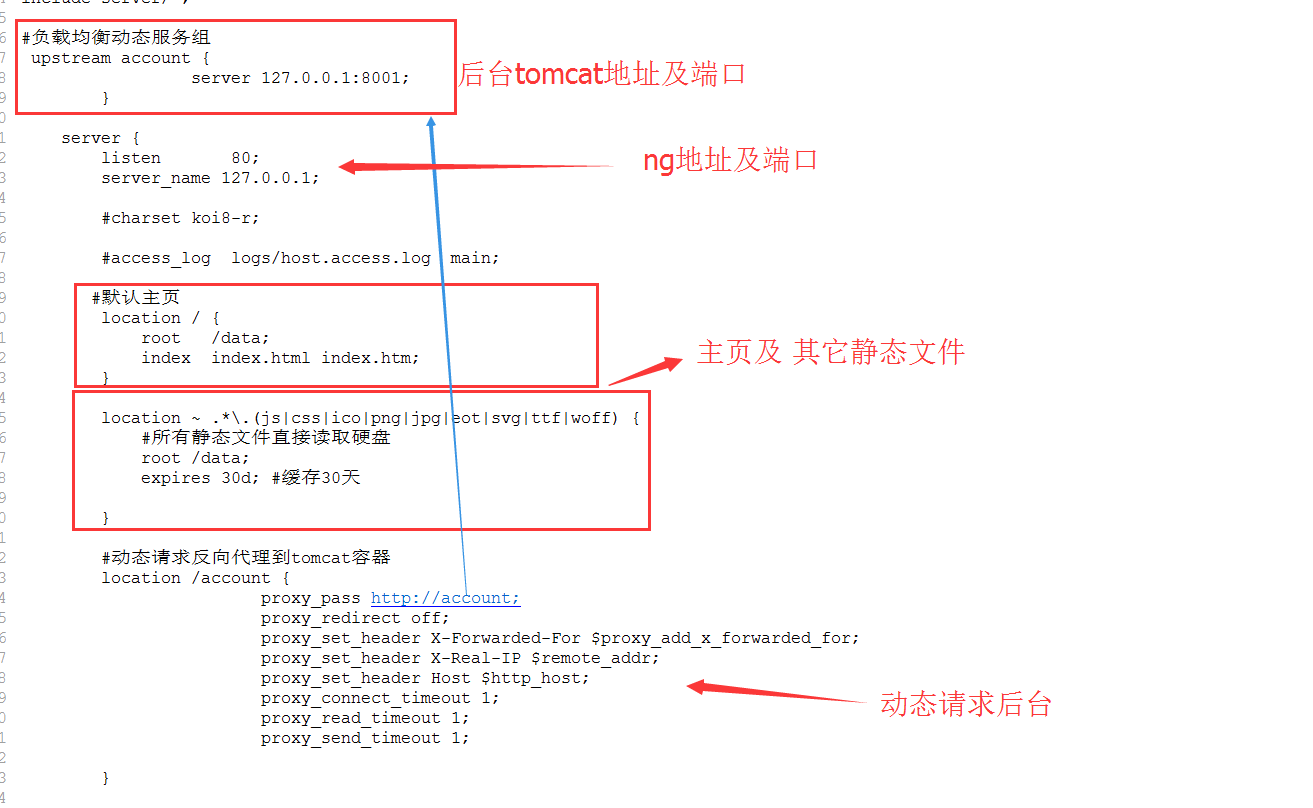 #负载均衡动态服务组
upstream account {
server 127.0.0.1:8001;
}
后台tomcat地址及端口
server {
listen 80;
server_name 127.0.0.1;
ng地址及端口
#charset koi8-r;
#access_log logs/host.access.log main;
#默认主页
location / {
root /data;
index index.html index.htm;
}
主页及 其它静态文件
location ~ .*\.(js|css|ico|png|jpg|eot|svg|ttf|woff) {
#所有静态文件直接读取硬盘
root /data;
expires 30d; #缓存30天
}
#动态请求反向代理到tomcat容器
location /account {
proxy_pass http://account;
proxy_redirect off;
proxy_set_header X-Forwarded-For $proxy_add_x_forwarded_for;
proxy_set_header X-Real-IP $remote_addr;
proxy_set_header Host $http_host;
proxy_connect_timeout 1;
proxy_read_timeout 1;
proxy_send_timeout 1;
动态请求后台
}